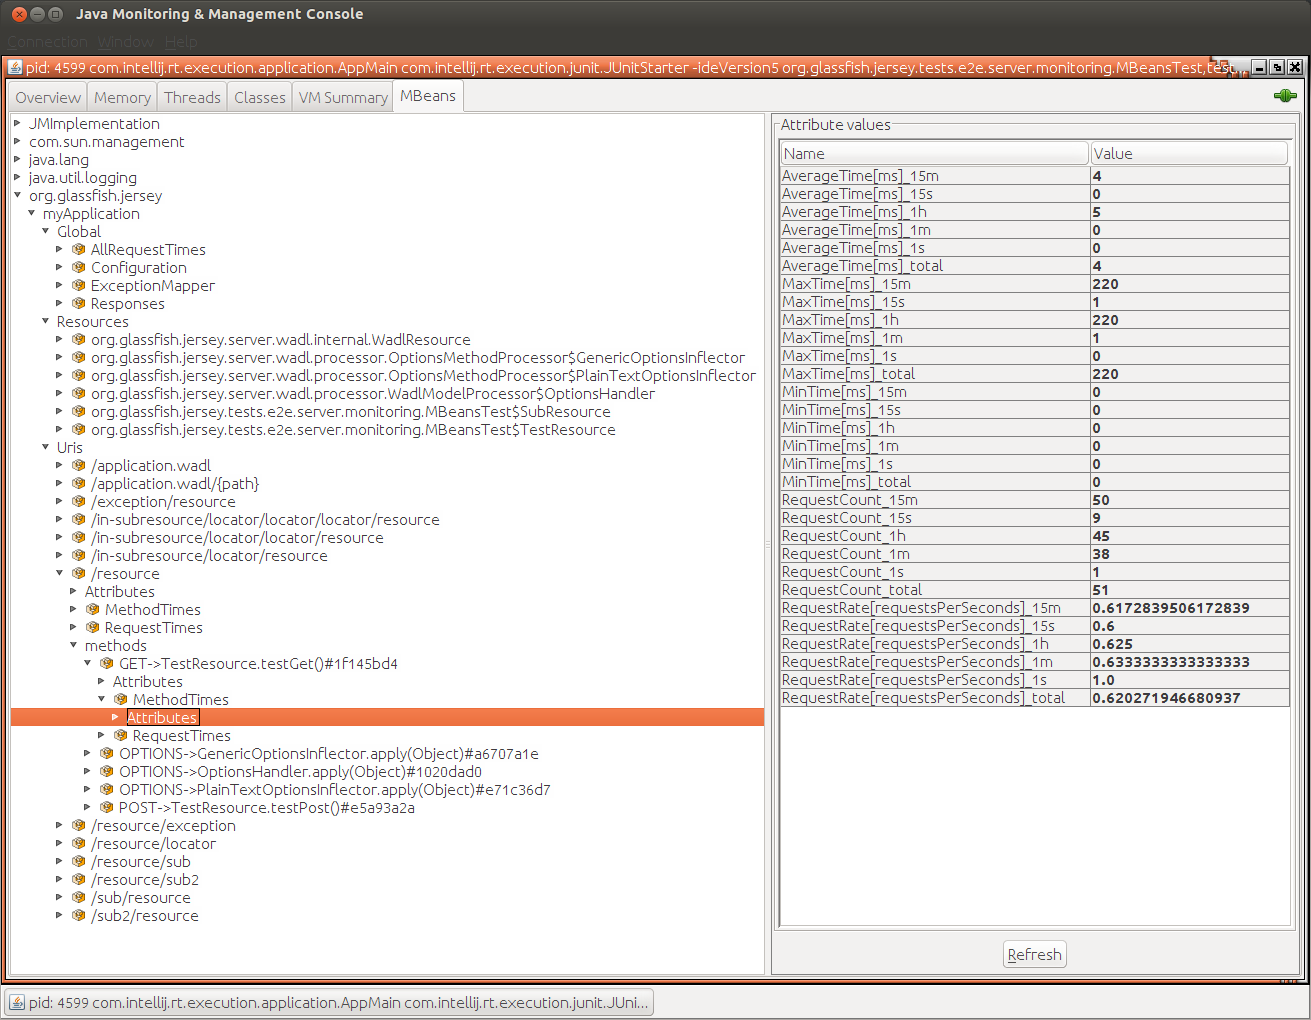 Java Monitoring & Management Console
Connection Window Help
pid: 4599 com.intellij.rt.execution.application.AppMain com.intellij.rt.execution.junit.JUnitStarter -ideVersion5 org.glassfish.jersey.tests.e2e.server.monitoring.MBeansTest,test
Overview Memory Threads Classes VM Summary MBeans
JMImplementation
com.sun.management
java.lang
java.util.logging
org.glassfish.jersey
myApplication
Global
AllRequestTimes
Configuration
ExceptionMapper
Responses
Resources
org.glassfish.jersey.server.wadl.internal.WadlResource
org.glassfish.jersey.server.wadl.processor.OptionsMethodProcessor$GenericOptionsInflector
org.glassfish.jersey.server.wadl.processor.OptionsMethodProcessor$PlainTextOptionsInflector
org.glassfish.jersey.server.wadl.processor.WadlModelProcessor$OptionsHandler
org.glassfish.jersey.tests.e2e.server.monitoring.MBeansTest$SubResource
org.glassfish.jersey.tests.e2e.server.monitoring.MBeansTest$TestResource
Uris
/application.wadl
/application.wadl/{path}
/exception/resource
/in-subresource/locator/locator/locator/resource
/in-subresource/locator/locator/resource
/in-subresource/locator/resource
/resource
Attributes
MethodTimes
RequestTimes
methods
GET->TestResource.testGet()#1f145bd4
Attributes
MethodTimes
Attributes
RequestTimes
OPTIONS->GenericOptionsInflector.apply(Object)#a6707a1e
OPTIONS->OptionsHandler.apply(Object)#1020dad0
OPTIONS->PlainTextOptionsInflector.apply(Object)#e71c36d7
POST->TestResource.testPost()#e5a93a2a
/resource/exception
/resource/locator
/resource/sub
/resource/sub2
/sub/resource
/sub2/resource
Attribute values
Name Value
AverageTime[ms]_15m 4
AverageTime[ms]_15s 0
AverageTime[ms]_1h 5
AverageTime[ms]_1m 0
AverageTime[ms]_1s 0
AverageTime[ms]_total 4
MaxTime[ms]_15m 220
MaxTime[ms]_15s 1
MaxTime[ms]_1h 220
MaxTime[ms]_1m 1
MaxTime[ms]_1s 0
MaxTime[ms]_total 220
MinTime[ms]_15m 0
MinTime[ms]_15s 0
MinTime[ms]_1h 0
MinTime[ms]_1m 0
MinTime[ms]_1s 0
MinTime[ms]_total 0
RequestCount_15m 50
RequestCount_15s 9
RequestCount_1h 45
RequestCount_1m 38
RequestCount_1s 1
RequestCount_total 51
RequestRate[requestsPerSeconds]_15m 0.6172839506172839
RequestRate[requestsPerSeconds]_15s 0.6
RequestRate[requestsPerSeconds]_1h 0.625
RequestRate[requestsPerSeconds]_1m 0.6333333333333333
RequestRate[requestsPerSeconds]_1s 1.0
RequestRate[requestsPerSeconds]_total 0.620271946680937
Refresh
pid: 4599 com.intellij.rt.execution.application.AppMain com.intellij.rt.execution.junit.JUni...